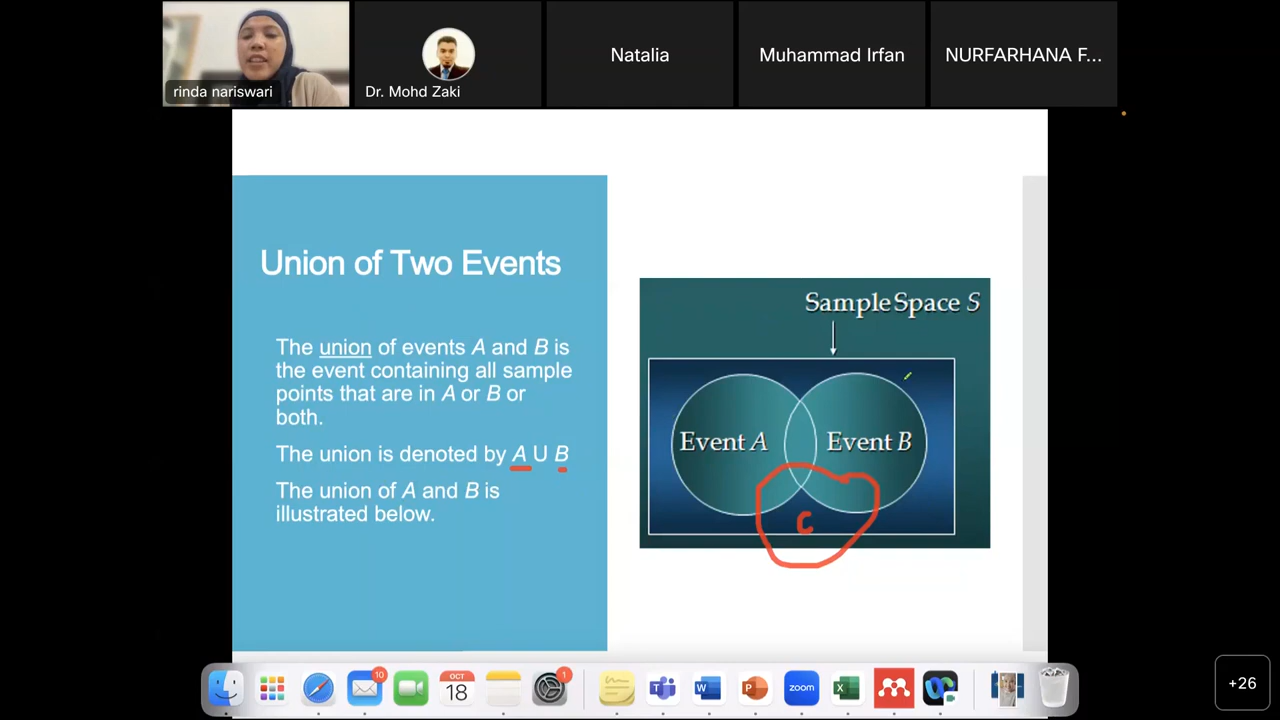 Natalia
Muhammad Irfan
NURFARHANA F...
rinda nariswari
Dr. Mohd Zaki
Union of Two Events
The union of events A and B is
the event containing all sample
points that are in A or B or
both.
The union is denoted by A U B
The union of A and B is
illustrated below.
Sample Space S
Event A
Event B
C
10
OCT
18
1
zoom
+26